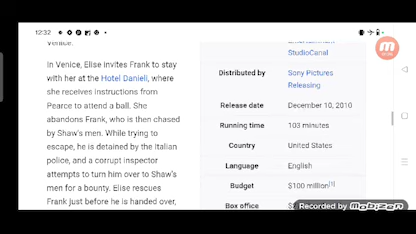 12:32
Venice.
In Venice, Elise invites Frank to stay
with her at the Hotel Danieli, where
she receives instructions from
Pearce to attend a ball. She
abandons Frank, who is then chased
by Shaw's men. While trying to
escape, he is detained by the Italian
police, and a corrupt inspector
attempts to turn him over to Shaw's
men for a bounty. Elise rescues
Frank just before he is handed over,
Entertainment
StudioCanal
Distributed by Sony Pictures
Releasing
Release date December 10, 2010
Running time 103 minutes
Country United States
Language English
Budget $100 million[1]
Box office
Recorded by Mobizen